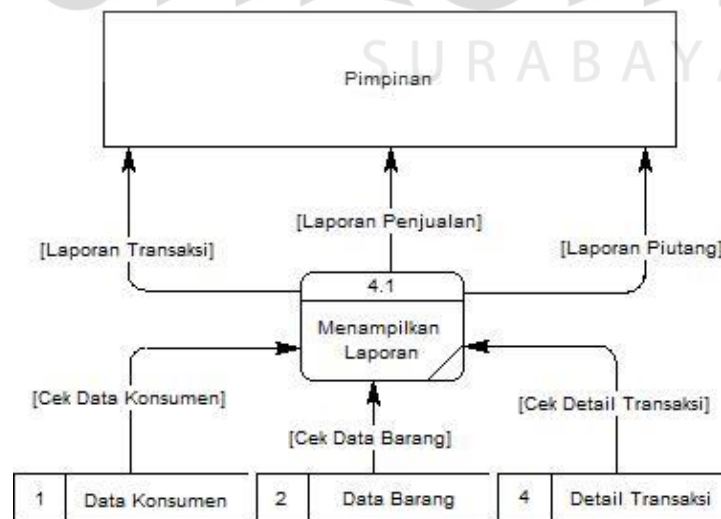 SURABAYA
Pimpinan
[Laporan Penjualan]
[Laporan Transaksi]
[Laporan Piutang]
4.1
Menampilkan
Laporan
[Cek Data Konsumen]
[Cek Detail Transaksi]
[Cek Data Barang]
1 Data Konsumen
2 Data Barang
4 Detail Transaksi